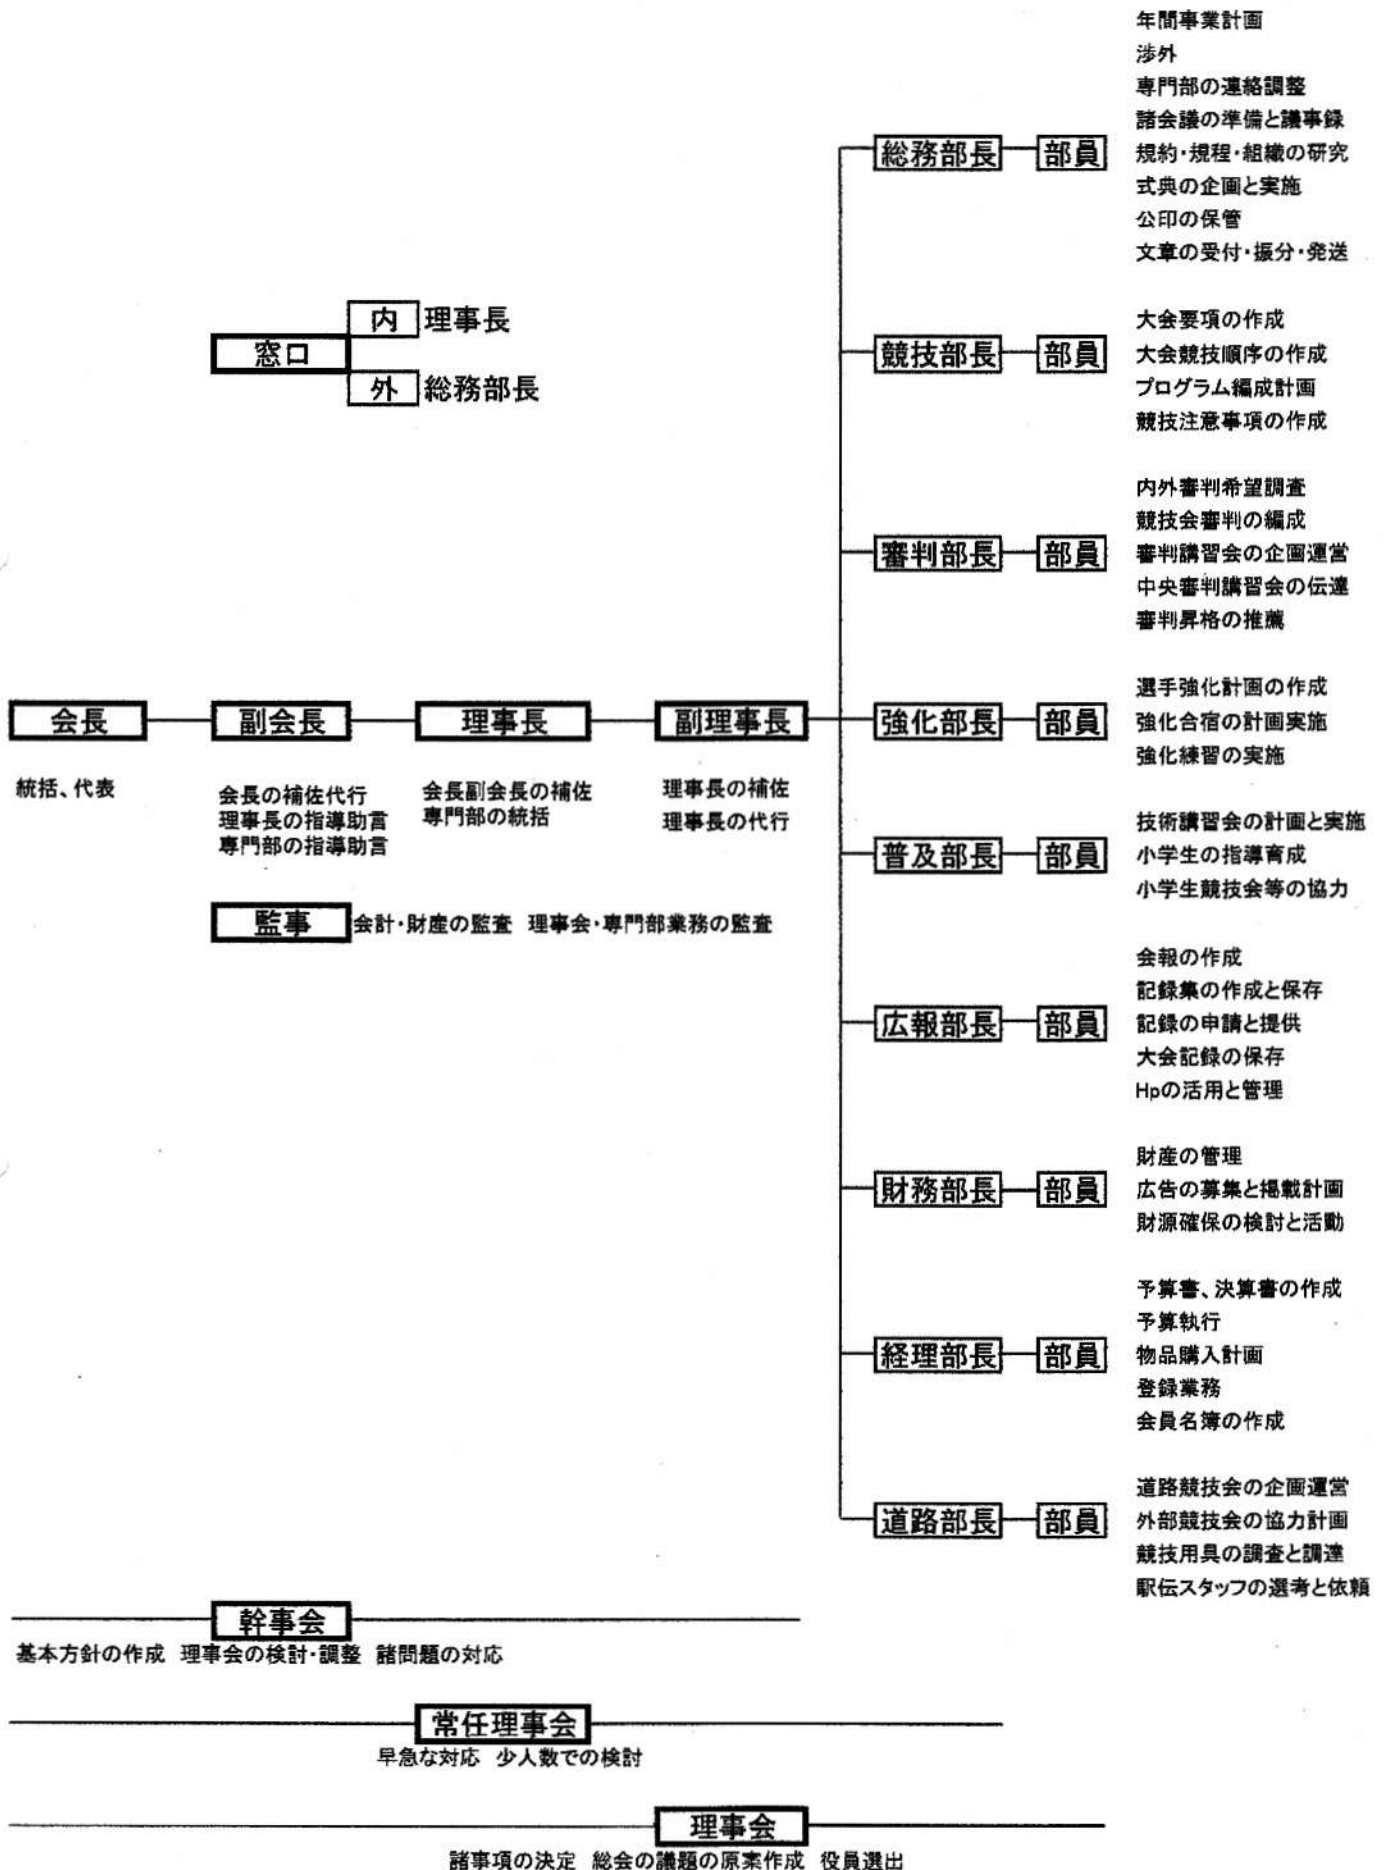 年間事業計画
渉外
専門部の連絡調整
諸会議の準備と議事録
総務部長 部員 規約・規程・組織の研究
式典の企画と実施
公印の保管
文章の受付・振分・発送
内 理事長
窓口
外 総務部長
大会要項の作成
競技部長 部員 大会競技順序の作成
プログラム編成計画
競技注意事項の作成
内外審判希望調査
競技会審判の編成
審判部長 部員 審判講習会の企画運営
中央審判講習会の伝達
審判昇格の推薦
選手強化計画の作成
会長 副会長 理事長 副理事長 強化部長 部員 強化合宿の計画実施
強化練習の実施
統括、代表
会長の補佐代行
理事長の指導助言
専門部の指導助言
会長副会長の補佐
専門部の統括
理事長の補佐
理事長の代行
技術講習会の計画と実施
普及部長 部員 小学生の指導育成
小学生競技会等の協力
監事 会計・財産の監査 理事会・専門部業務の監査
会報の作成
記録集の作成と保存
広報部長 部員 記録の申請と提供
大会記録の保存
Hpの活用と管理
財産の管理
財務部長 部員 広告の募集と掲載計画
財源確保の検討と活動
予算書、決算書の作成
予算執行
経理部長 部員 物品購入計画
登録業務
会員名簿の作成
道路競技会の企画運営
道路部長 部員 外部競技会の協力計画
競技用具の調査と調達
駅伝スタッフの選考と依頼
幹事会
基本方針の作成 理事会の検討・調整 諸問題の対応
常任理事会
早急な対応 少人数での検討
理事会
諸事項の決定 総会の議題の原案作成 役員選出